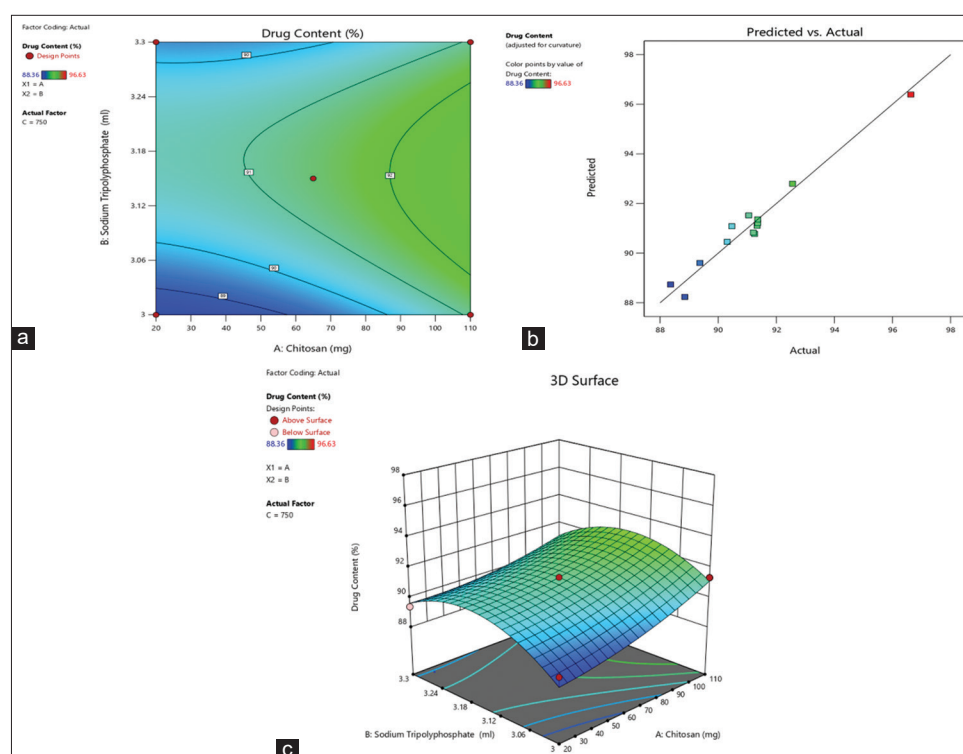 Factor Coding: Actual
Drug Content (%)
Design Points
88.36 96.63
X1 = A
X2 = B
Actual Factor
C = 750
Drug Content (%)
B: Sodium Tripolyphosphate (ml)
3.3
3.24
3.18
3.12
3.06
3
90
91
92
90
89
20 30 40 50 60 70 80 90 100 110
A: Chitosan (mg)
a
Drug Content
(adjusted for curvature)
Color points by value of
Drug Content:
88.36 96.63
Predicted vs. Actual
Predicted
98
96
94
92
90
88
88 90 92 94 96 98
Actual
b
Factor Coding: Actual
Drug Content (%)
Design Points:
Above Surface
Below Surface
88.36 96.63
X1 = A
X2 = B
Actual Factor
C = 750
3D Surface
Drug Content (%)
98
96
94
92
90
88
3.3
3.24
3.18
3.12
3.06
3
B: Sodium Tripolyphosphate (ml)
20 30 40 50 60 70 80 90 100 110
A: Chitosan (mg)
c